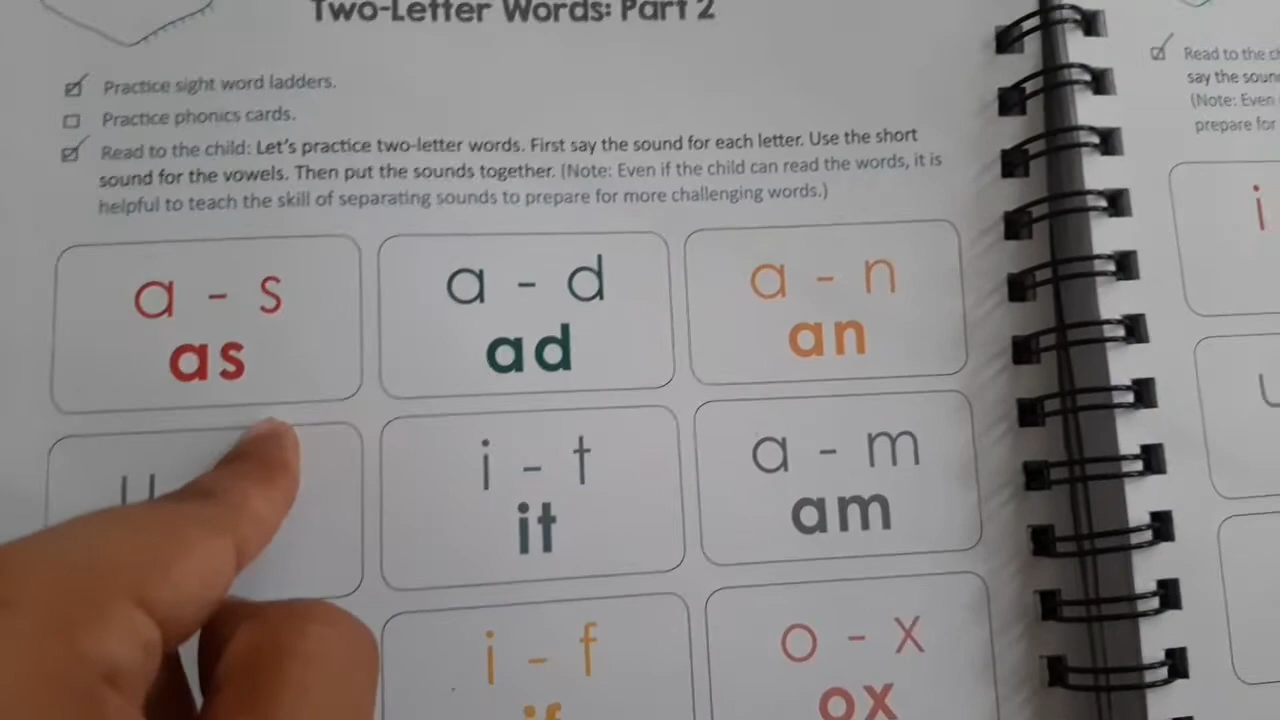 Two-Letter Words: Part 2
Practice sight word ladders.
Practice phonics cards.
Read to the child: Let's practice two-letter words. First say the sound for each letter. Use the short
sound for the vowels. Then put the sounds together. (Note: Even if the child can read the words, it is
helpful to teach the skill of separating sounds to prepare for more challenging words.)
a - s
as
a - d
ad
a - n
an
u
i - t
it
a - m
am
i - f
if
o - x
ox
Read to the
say the
(Note: Even
prepare for
i